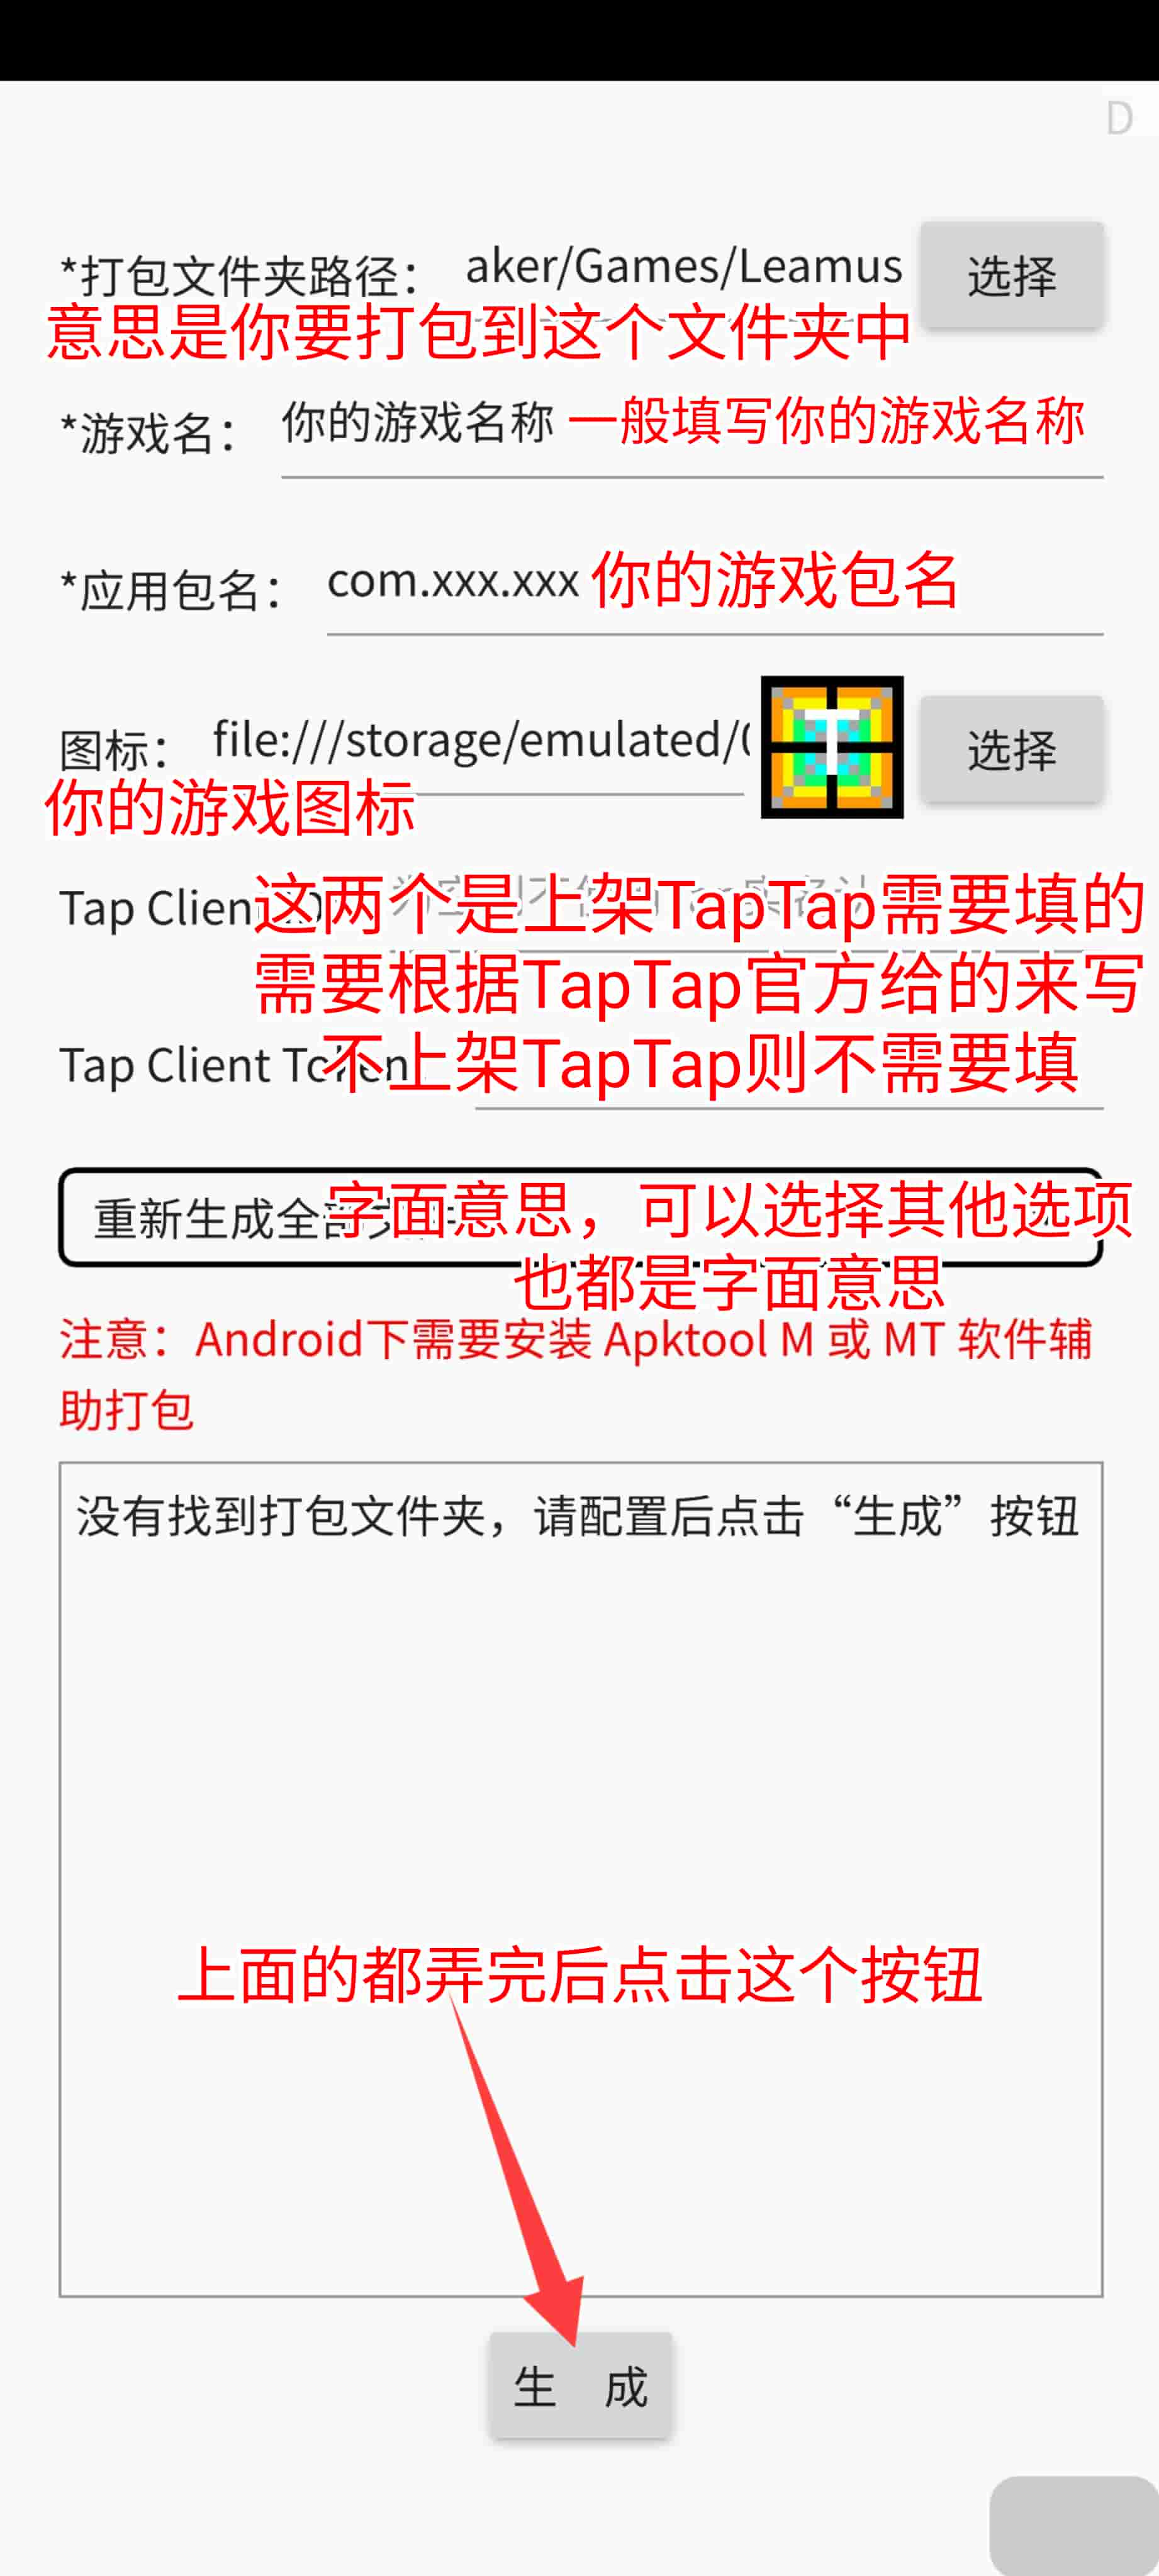 D
*打包文件夹路径： aker/Games/Leamus 选择
意思是你要打包到这个文件夹中
*游戏名： 你的游戏名称 一般填写你的游戏名称
*应用包名： com.xxx.xxx 你的游戏包名
图标： file:///storage/emulated/0 选择
你的游戏图标
Tap Clien 这两个是上架TapTap需要填的
需要根据TapTap官方给的来写
Tap Client Token 不上架TapTap则不需要填
重新生成全部 字面意思，可以选择其他选项
也都是字面意思
注意：Android下需要安装 Apktool M 或 MT 软件辅
助打包
没有找到打包文件夹，请配置后点击“生成”按钮
上面的都弄完后点击这个按钮
生 成